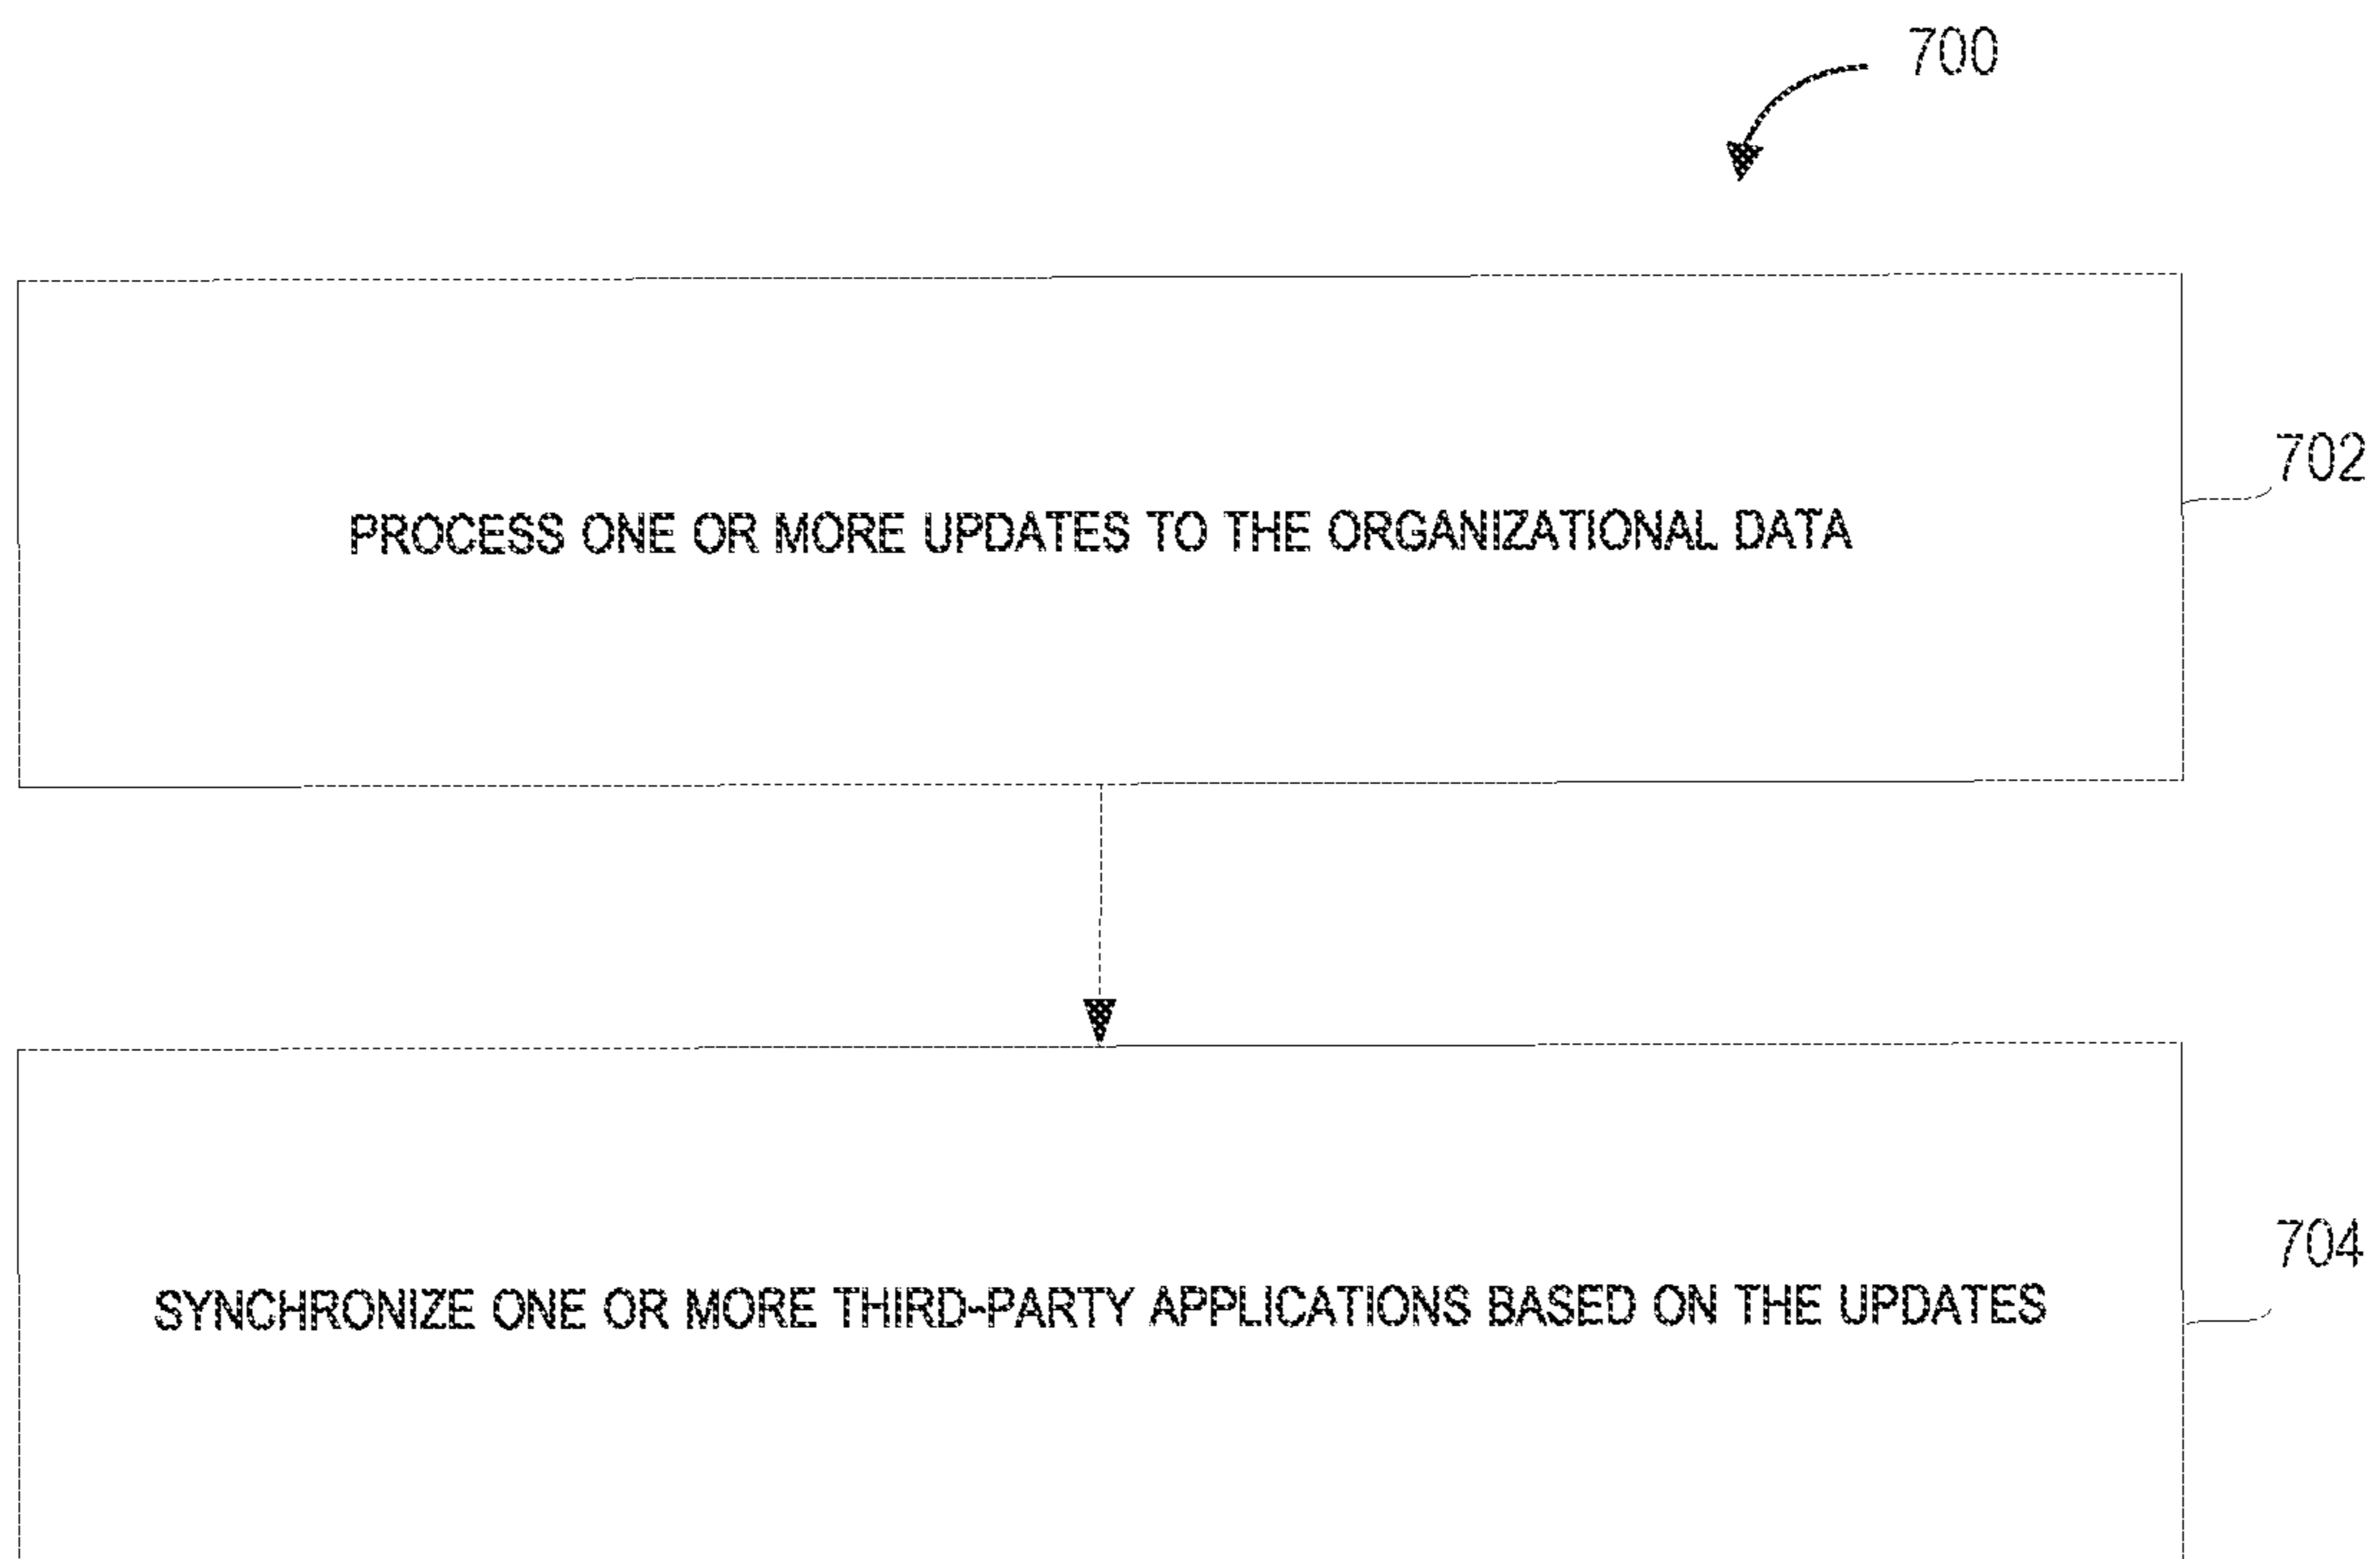 700
702
PROCESS ONE OR MORE UPDATES TO THE ORGANIZATIONAL DATA
704
SYNCHRONIZE ONE OR MORE THIRD-PARTY APPLICATIONS BASED ON THE UPDATES